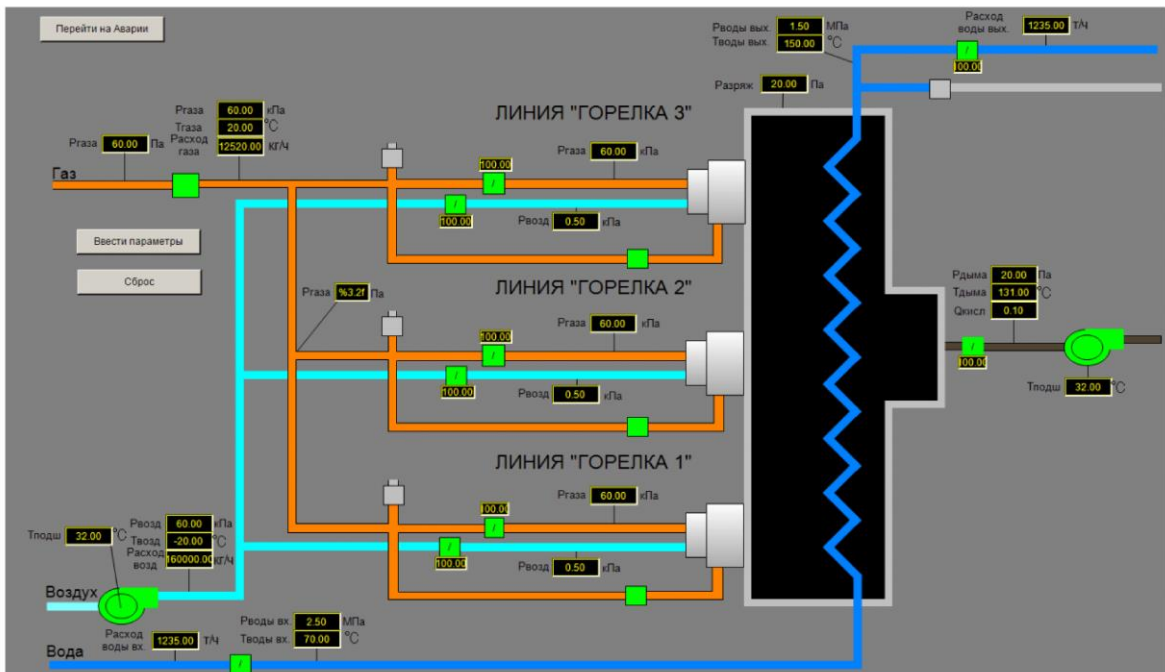 Перейти на Аварии
Рводы вых. 1.50 МПа
Тводы вых. 150.00 °С
Расход воды вых. 1235.00 т/ч
100.00
Разряж 20.00 Па
ЛИНИЯ "ГОРЕЛКА 3"
Ргаза 60.00 кПа
Тгаза 20.00 °С
Расход газа 12520.00 кг/ч
Ргаза 60.00 Па
Газ
100.00
Ргаза 60.00 кПа
100.00
Рвозд 0.50 кПа
Ввести параметры
Сброс
ЛИНИЯ "ГОРЕЛКА 2"
Ргаза %3.2f Па
100.00
Ргаза 60.00 кПа
100.00
Рвозд 0.50 кПа
Рдыма 20.00 Па
Тдыма 131.00 °С
Qкисл 0.10
100.00
Тподш 32.00 °С
ЛИНИЯ "ГОРЕЛКА 1"
100.00
Ргаза 60.00 кПа
100.00
Рвозд 0.50 кПа
Тподш 32.00 °С
Рвозд 60.00 кПа
Твозд -20.00 °С
Расход возд 160000.00 кг/ч
Воздух
Расход воды вх. 1235.00 т/ч
Рводы вх. 2.50 МПа
Тводы вх. 70.00 °С
Вода